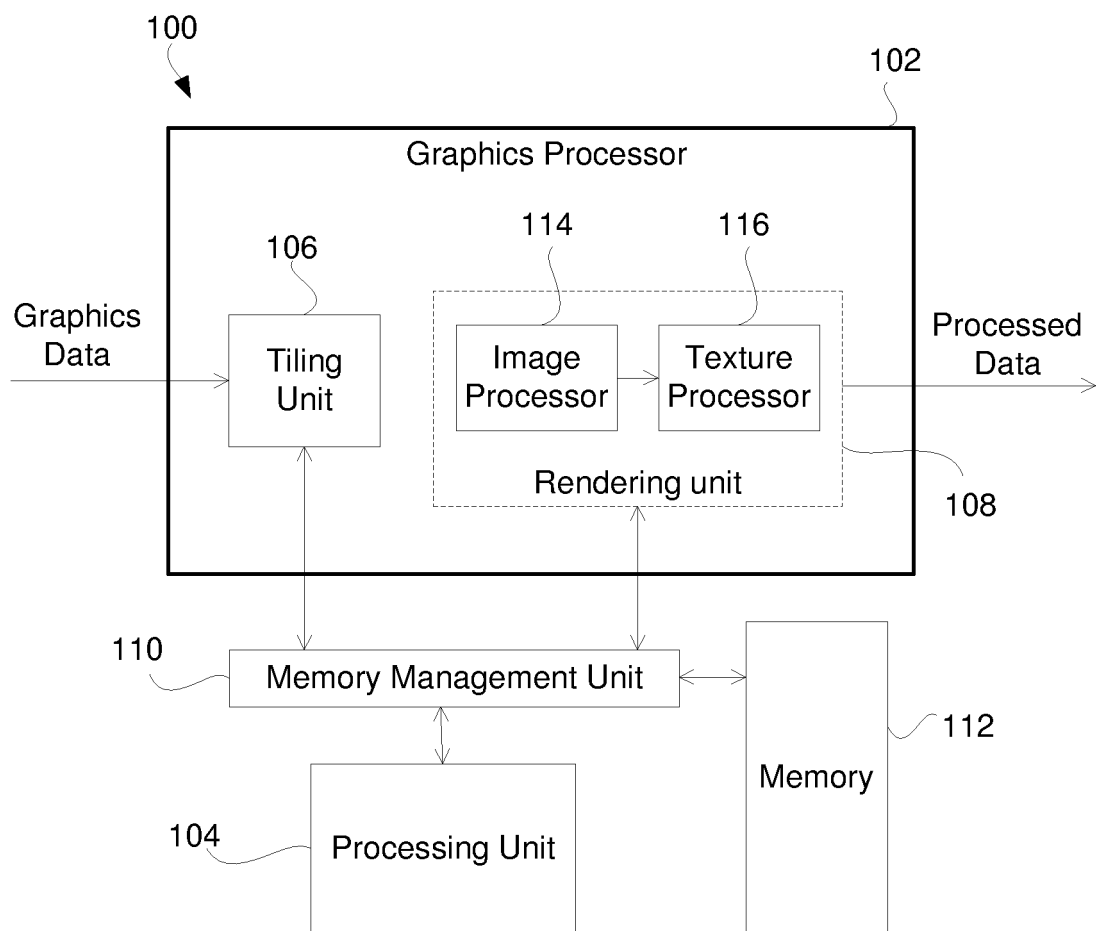 100
102
Graphics Processor
114
116
106
Graphics
Data
Tiling
Unit
Image
Processor
Texture
Processor
Processed
Data
Rendering unit
108
110
Memory Management Unit
112
Memory
104
Processing Unit